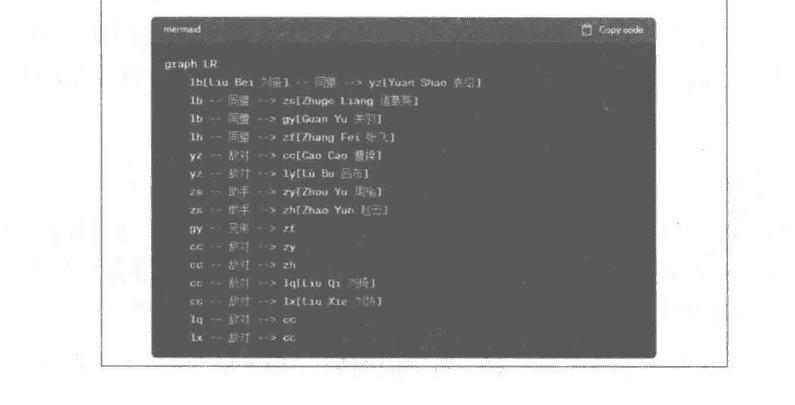 mermaid
Copy code
graph LR
lb[Liu Bei 刘备] -- 同盟 --> yz[Yuan Shao 袁绍]
lb -- 同盟 --> zs[Zhuge Liang 诸葛亮]
lb -- 同盟 --> gy[Guan Yu 关羽]
lb -- 同盟 --> zf[Zhang Fei 张飞]
yz -- 敌对 --> cc[Cao Cao 曹操]
yz -- 敌对 --> ly[Lü Bu 吕布]
zs -- 助手 --> zy[Zhou Yu 周瑜]
zs -- 助手 --> zh[Zhao Yun 赵云]
gy -- 兄弟 --> zf
cc -- 敌对 --> zy
cc -- 敌对 --> zh
cc -- 敌对 --> lq[Liu Qi 刘琦]
cc -- 敌对 --> lx[Liu Xie 刘]
lq -- 敌对 --> cc
lx -- 敌对 --> cc